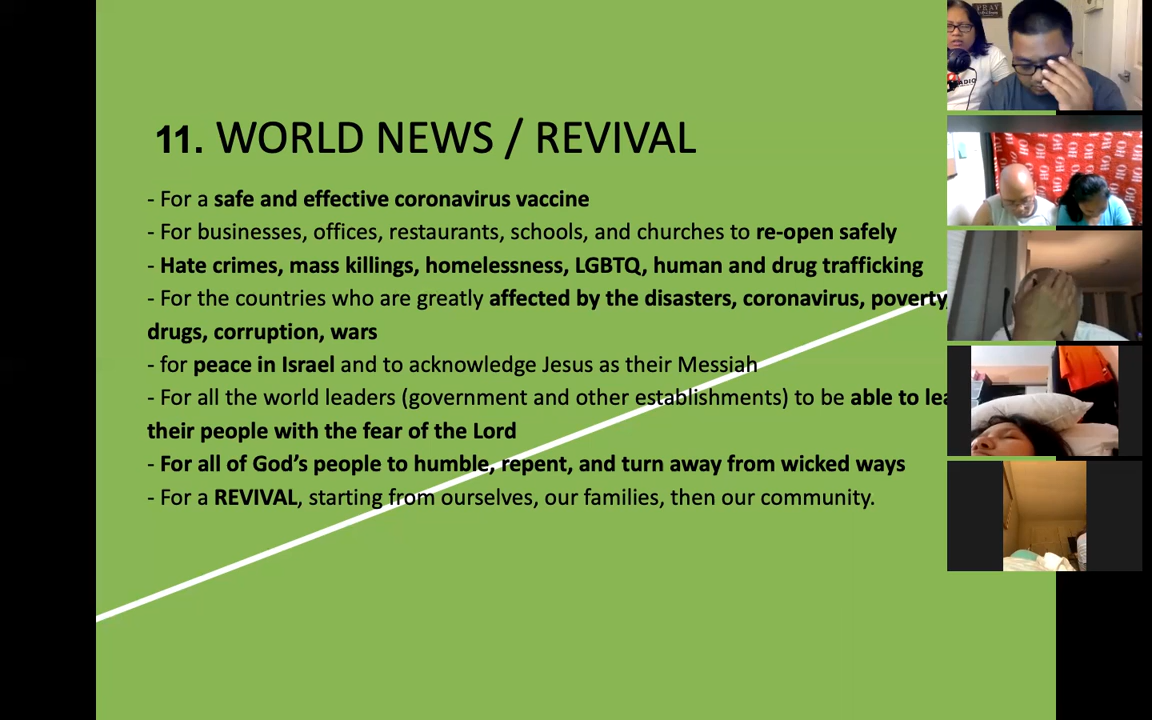 11. WORLD NEWS / REVIVAL
- For a safe and effective coronavirus vaccine
- For businesses, offices, restaurants, schools, and churches to re-open safely
- Hate crimes, mass killings, homelessness, LGBTQ, human and drug trafficking
- For the countries who are greatly affected by the disasters, coronavirus, poverty,
drugs, corruption, wars
- for peace in Israel and to acknowledge Jesus as their Messiah
- For all the world leaders (government and other establishments) to be able to
their people with the fear of the Lord
- For all of God’s people to humble, repent, and turn away from wicked ways
- For a REVIVAL, starting from ourselves, our families, then our community.
PRAY
HO HO HO